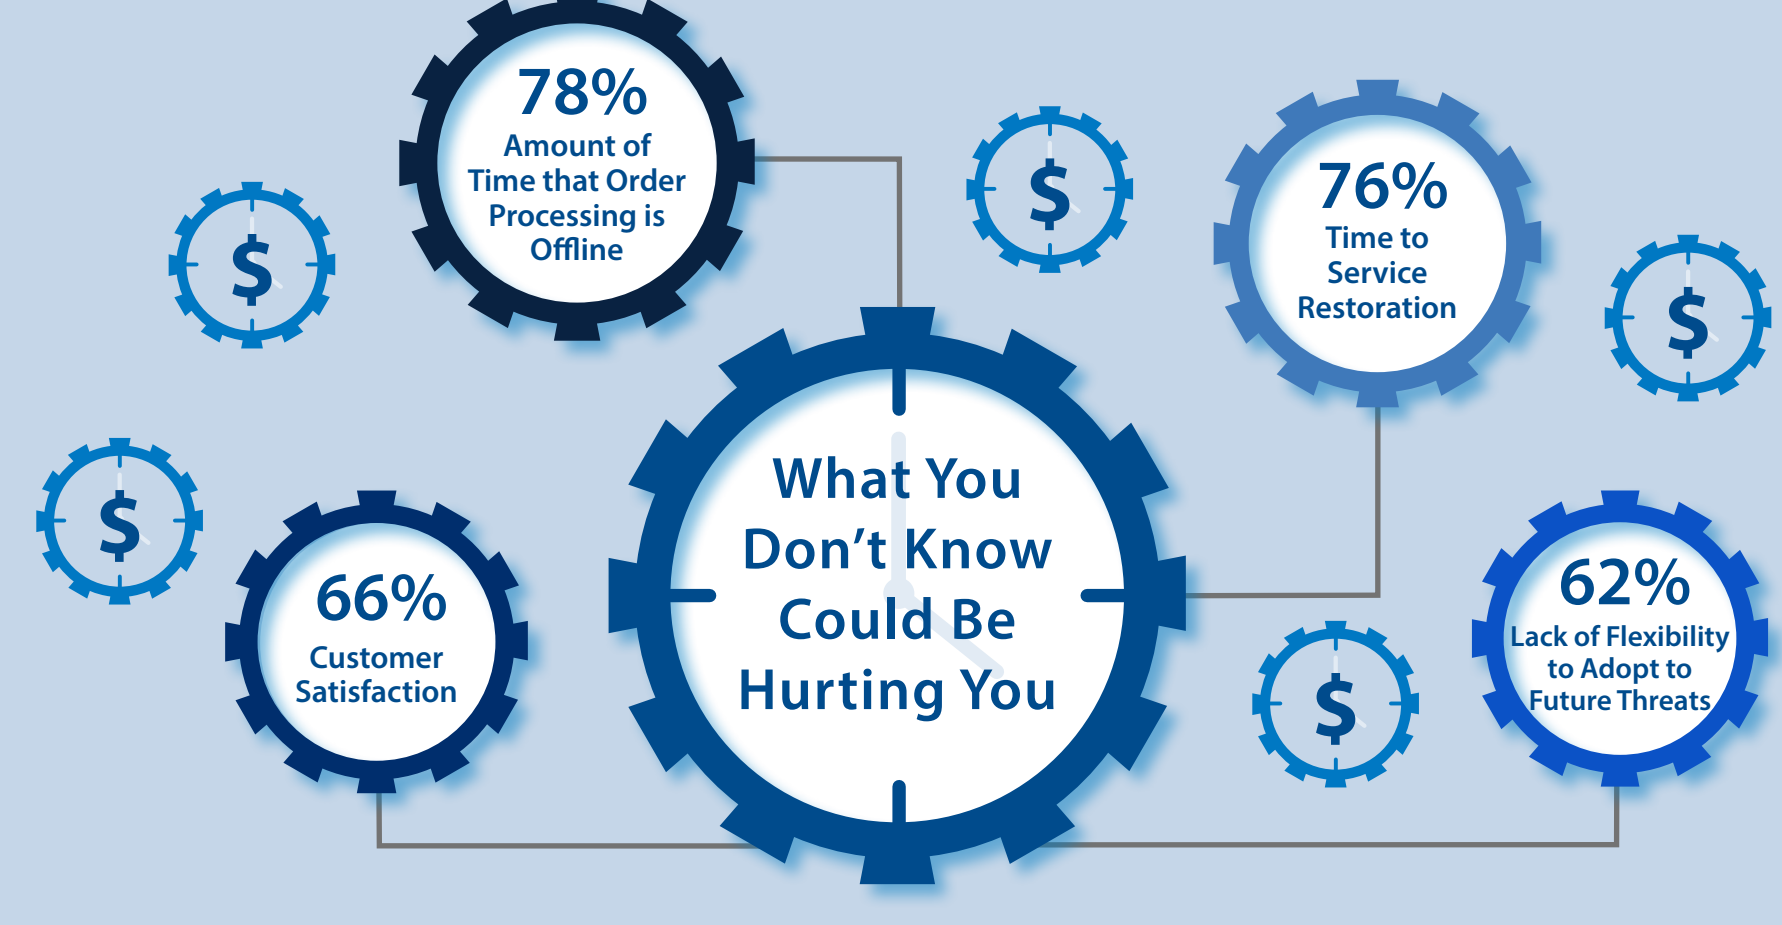 78%
Amount of
Time that Order
Processing is
Offline
$
76%
Time to
Service
Restoration
$
$
What You
Don't Know
Could Be
Hurting You
$
66%
Customer
Satisfaction
62%
Lack of Flexibility
to Adopt to
Future Threats
$